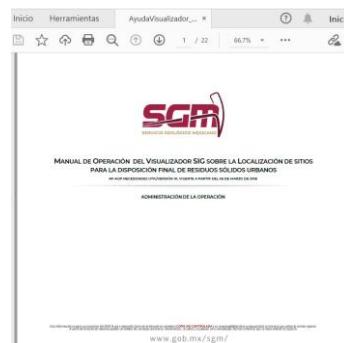 Inicio Herramientas AyudaVisualizador_... ×  Inic
1 / 22 66.7%
SGM
SERVICIO GEOLÓGICO MEXICANO
MANUAL DE OPERACIÓN DEL VISUALIZADOR SIG SOBRE LA LOCALIZACIÓN DE SITIOS
PARA LA DISPOSICIÓN FINAL DE RESIDUOS SÓLIDOS URBANOS
ADMINISTRACIÓN DE LA OPERACIÓN
www.gob.mx/sgm/